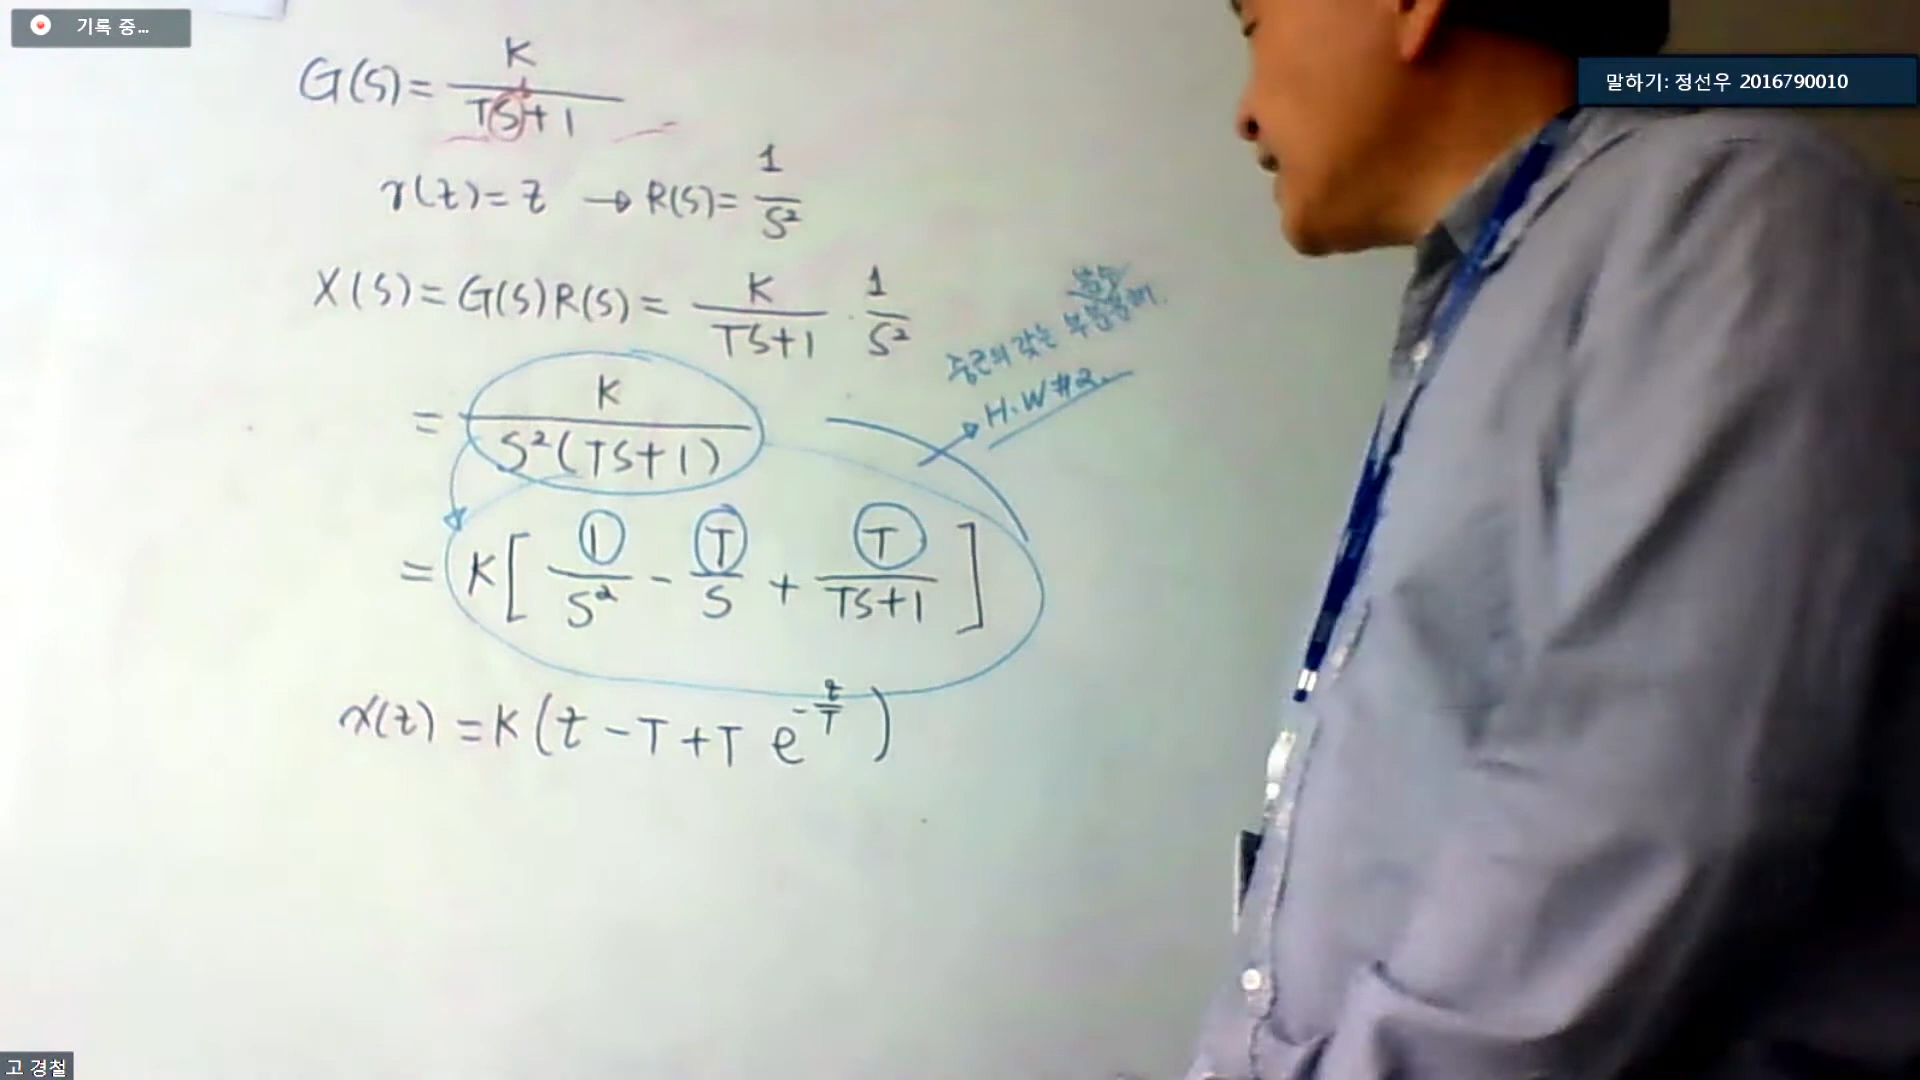 기록 중...
말하기: 정선우 2016790010
G(S) = K / (TS+1)
r(t) = t → R(S) = 1 / S²
X(S) = G(S)R(S) = K / (TS+1) · 1 / S²
= K / (S²(TS+1))
중근의 갖는 부분분해.
H.W #2
= K [ 1 / S² - T / S + T / (TS+1) ]
x(t) = K ( t - T + T e^(-t/T) )
고 경철